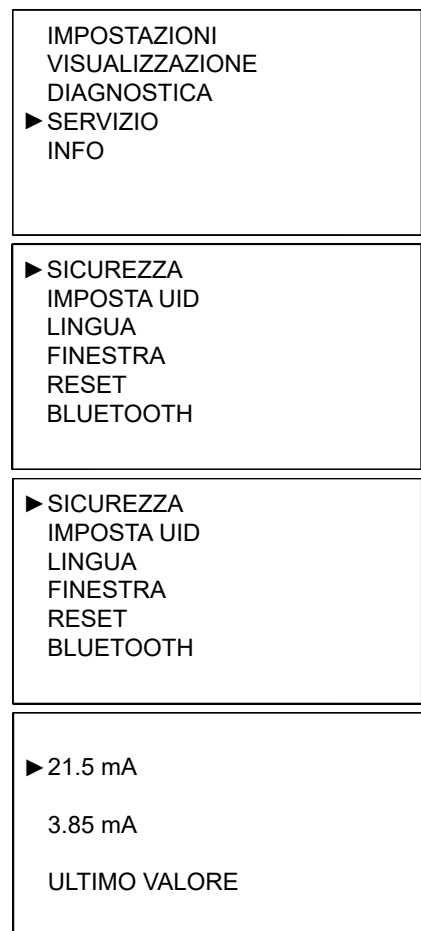 IMPOSTAZIONI
VISUALIZZAZIONE
DIAGNOSTICA
►SERVIZIO
INFO
►SICUREZZA
IMPOSTA UID
LINGUA
FINESTRA
RESET
BLUETOOTH
►SICUREZZA
IMPOSTA UID
LINGUA
FINESTRA
RESET
BLUETOOTH
►21.5 mA
3.85 mA
ULTIMO VALORE